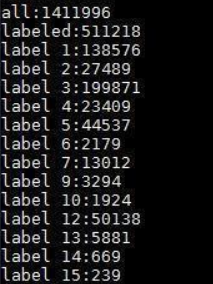 all:1411996
labeled:511218
label 1:138576
label 2:27489
label 3:199871
label 4:23409
label 5:44537
label 6:2179
label 7:13012
label 9:3294
label 10:1924
label 12:50138
label 13:5881
label 14:669
label 15:239